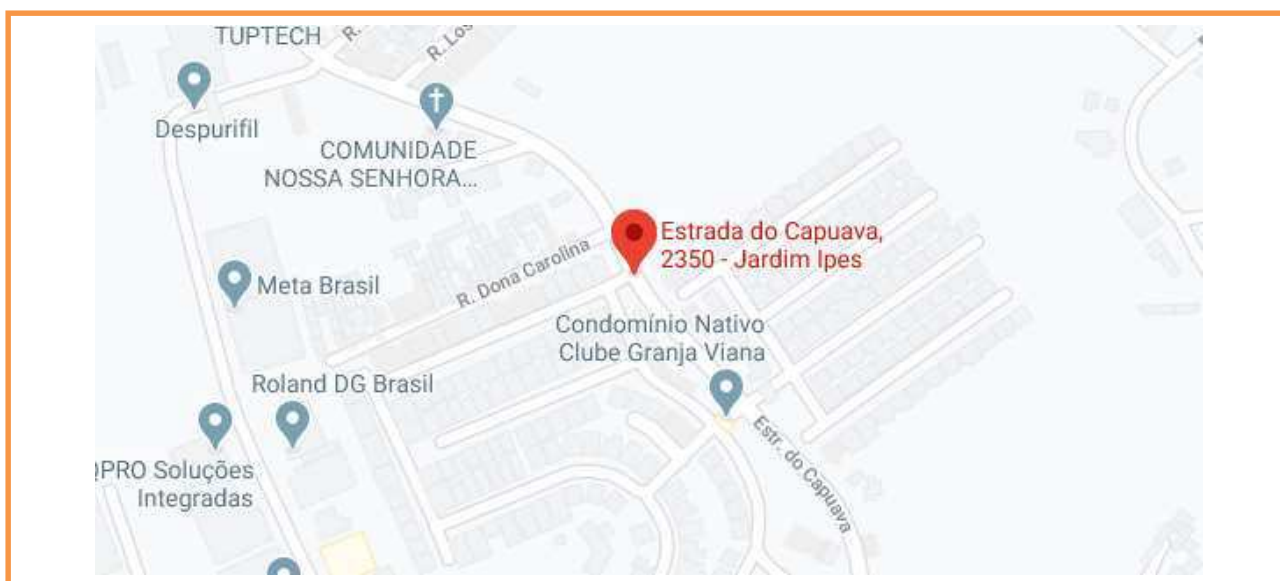 TUPTECH
R.
R. Los
Despurifil
COMUNIDADE
NOSSA SENHORA...
Estrada do Capuava,
2350 - Jardim Ipes
R. Dona Carolina
Meta Brasil
Condomínio Nativo
Clube Granja Viana
Roland DG Brasil
Estr. do Capuava
PRO Soluções
Integradas